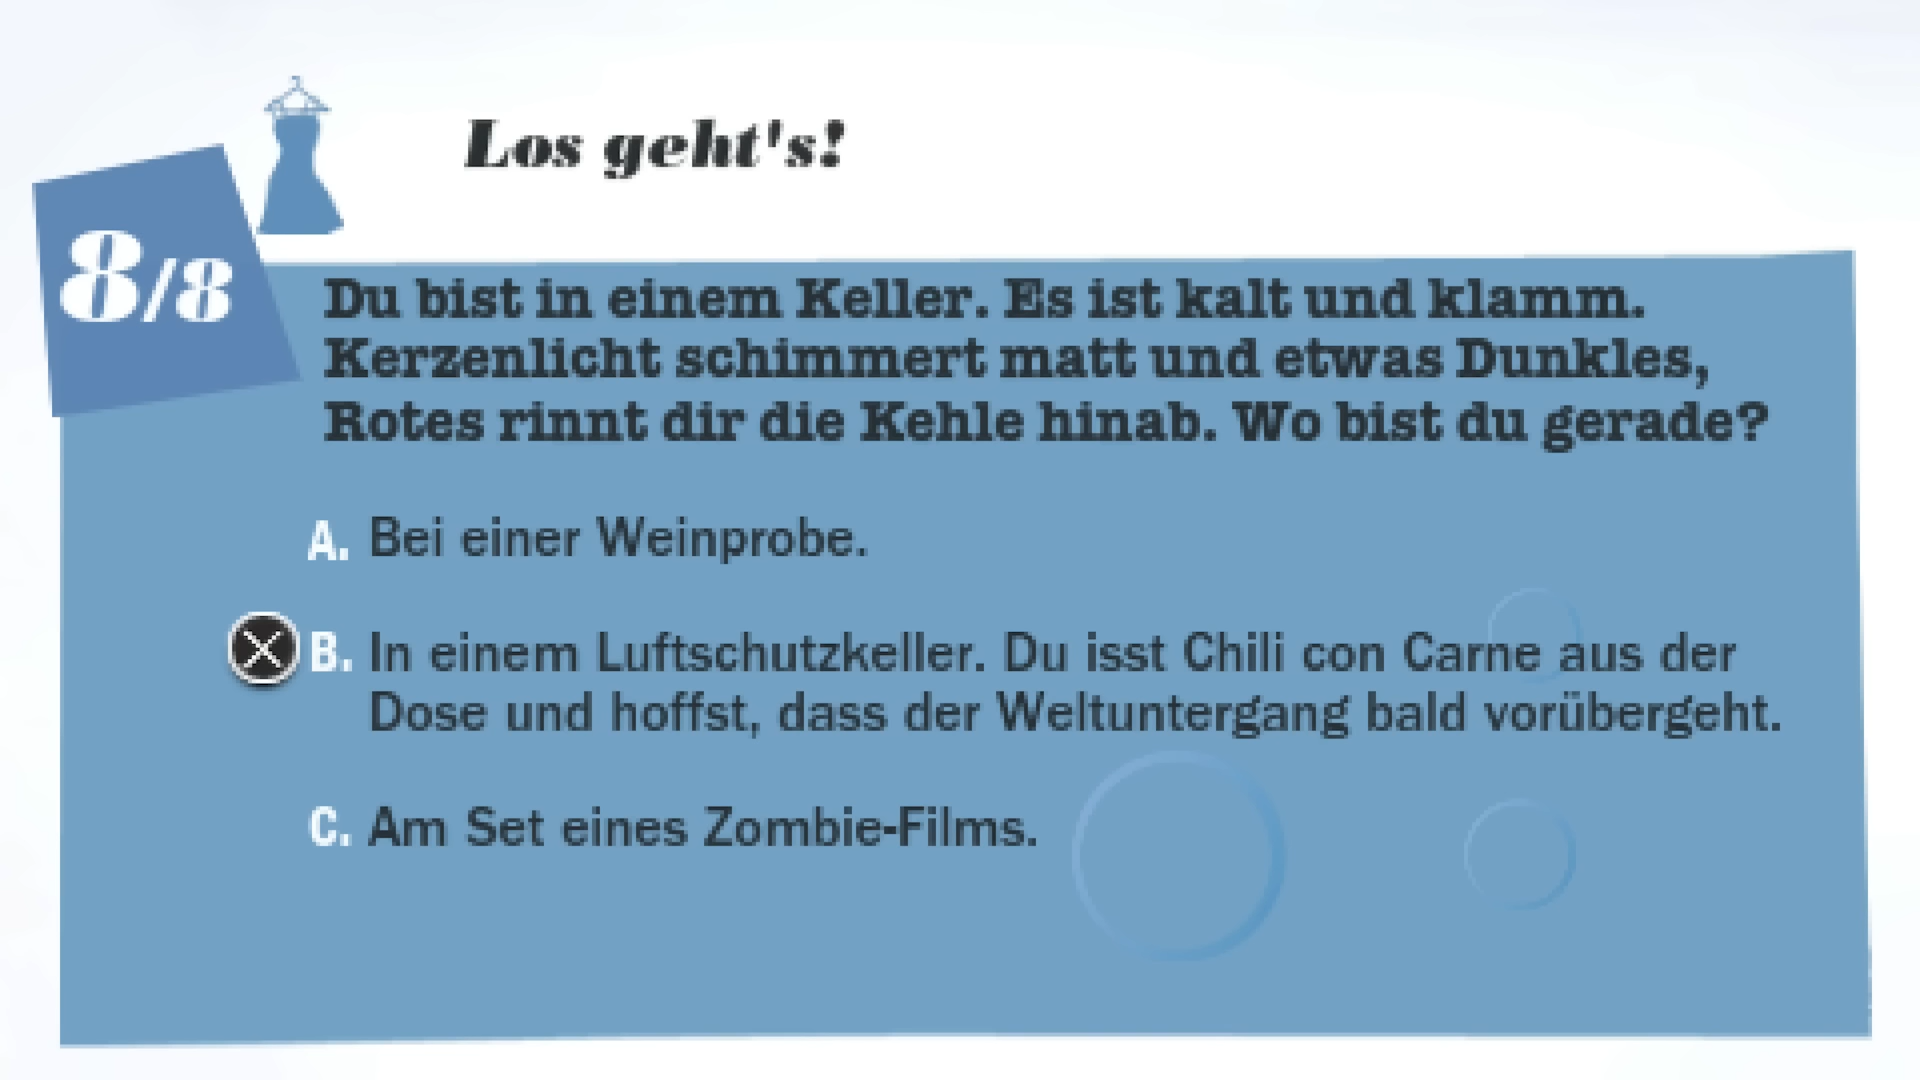 Los geht's!
8/8
Du bist in einem Keller. Es ist kalt und klamm.
Kerzenlicht schimmert matt und etwas Dunkles,
Rotes rinnt dir die Kehle hinab. Wo bist du gerade?
A. Bei einer Weinprobe.
B. In einem Luftschutzkeller. Du isst Chili con Carne aus der
Dose und hoffst, dass der Weltuntergang bald vorübergeht.
C. Am Set eines Zombie-Films.